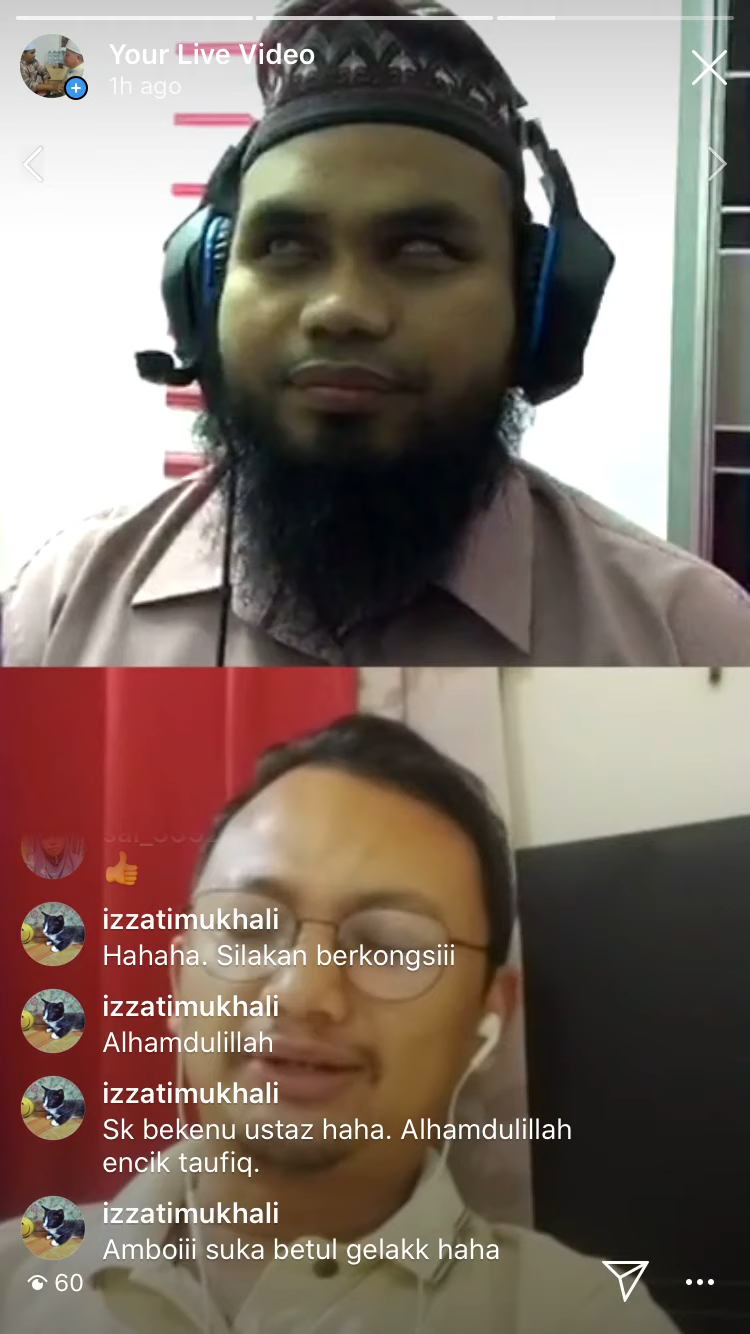 Your Live Video
1h ago
👍
izzatimukhali
Hahaha. Silakan berkongsiii
izzatimukhali
Alhamdulillah
izzatimukhali
Sk bekenu ustaz haha. Alhamdulillah
encik taufiq.
izzatimukhali
Amboiii suka betul gelakk haha
60